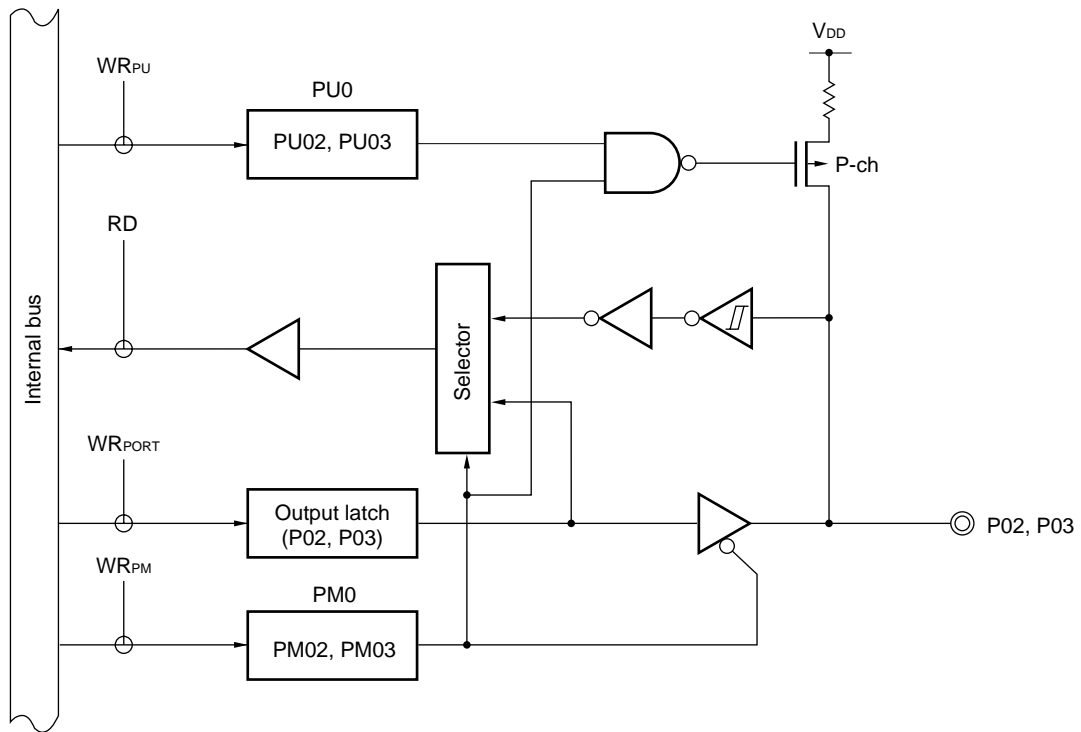 VDD
WRPU
PU0
PU02, PU03
P-ch
RD
Internal bus
Selector
WRPORT
Output latch
(P02, P03)
P02, P03
WRPM
PM0
PM02, PM03